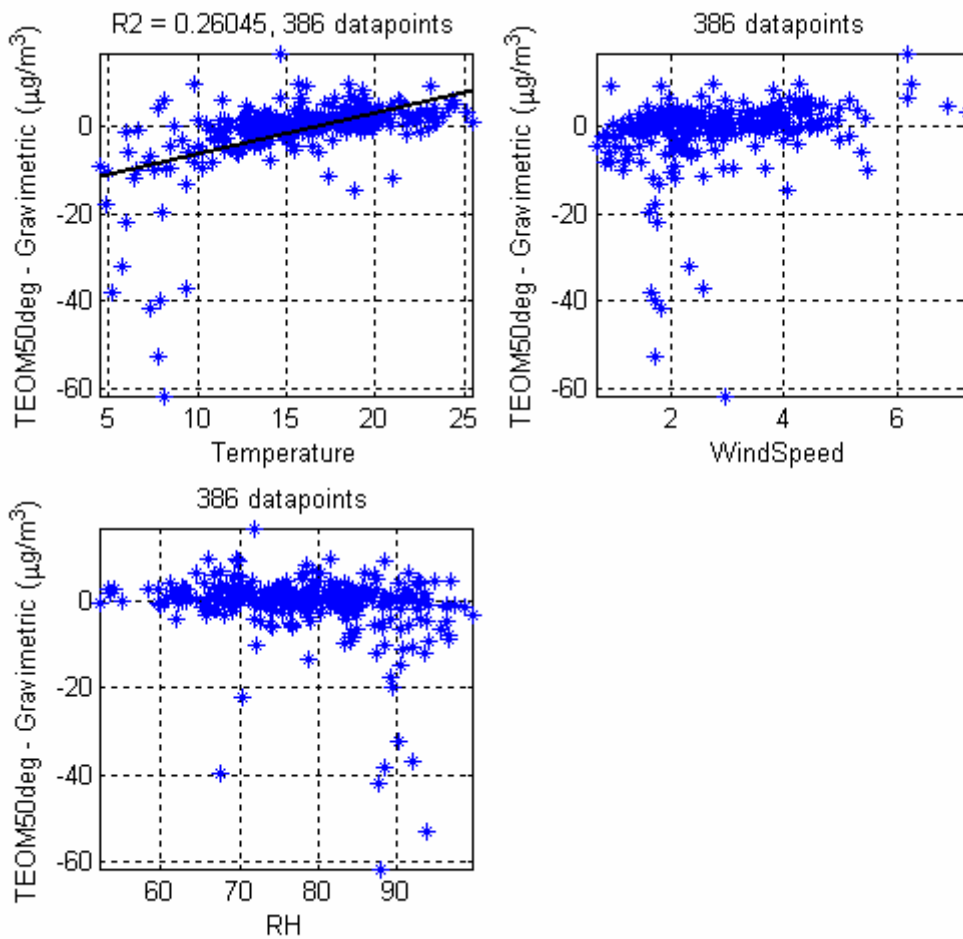 R2 = 0.26045, 386 datapoints
TEOM50deg - Gravimetric (µg/m³)
0
-20
-40
-60
5 10 15 20 25
Temperature
386 datapoints
TEOM50deg - Gravimetric (µg/m³)
0
-20
-40
-60
2 4 6
WindSpeed
386 datapoints
TEOM50deg - Gravimetric (µg/m³)
0
-20
-40
-60
60 70 80 90
RH